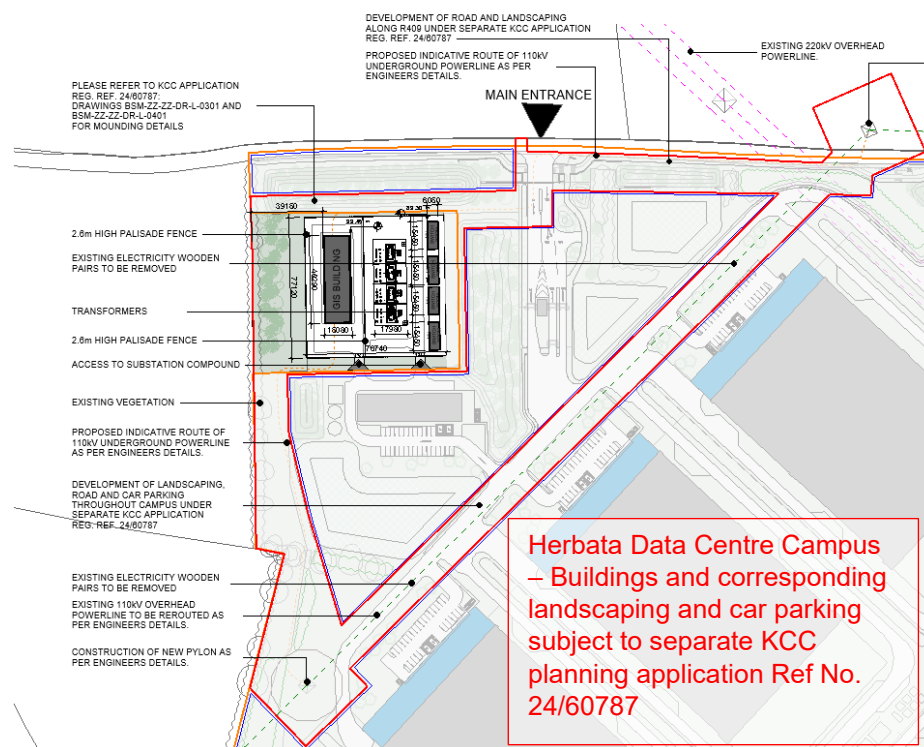 DEVELOPMENT OF ROAD AND LANDSCAPING
ALONG R409 UNDER SEPARATE KCC APPLICATION
REG. REF. 24/60787
PROPOSED INDICATIVE ROUTE OF 110kV
UNDERGROUND POWERLINE AS PER
ENGINEERS DETAILS.
EXISTING 220kV OVERHEAD
POWERLINE.
PLEASE REFER TO KCC APPLICATION
REG. REF. 24/60787:
DRAWINGS BSM-ZZ-ZZ-DR-L-0301 AND
BSM-ZZ-ZZ-DR-L-0401
FOR MOUNDING DETAILS
MAIN ENTRANCE
39160
6060
2.6m HIGH PALISADE FENCE
EXISTING ELECTRICITY WOODEN
PAIRS TO BE REMOVED
TRANSFORMERS
2.6m HIGH PALISADE FENCE
ACCESS TO SUBSTATION COMPOUND
77120
GIS BUILDING
16080
17980
76740
EXISTING VEGETATION
PROPOSED INDICATIVE ROUTE OF
110kV UNDERGROUND POWERLINE
AS PER ENGINEERS DETAILS.
DEVELOPMENT OF LANDSCAPING,
ROAD AND CAR PARKING
THROUGHOUT CAMPUS UNDER
SEPARATE KCC APPLICATION
REG. REF. 24/60787
EXISTING ELECTRICITY WOODEN
PAIRS TO BE REMOVED
EXISTING 110kV OVERHEAD
POWERLINE TO BE REROUTED AS
PER ENGINEERS DETAILS.
CONSTRUCTION OF NEW PYLON AS
PER ENGINEERS DETAILS.
Herbata Data Centre Campus
– Buildings and corresponding
landscaping and car parking
subject to separate KCC
planning application Ref No.
24/60787